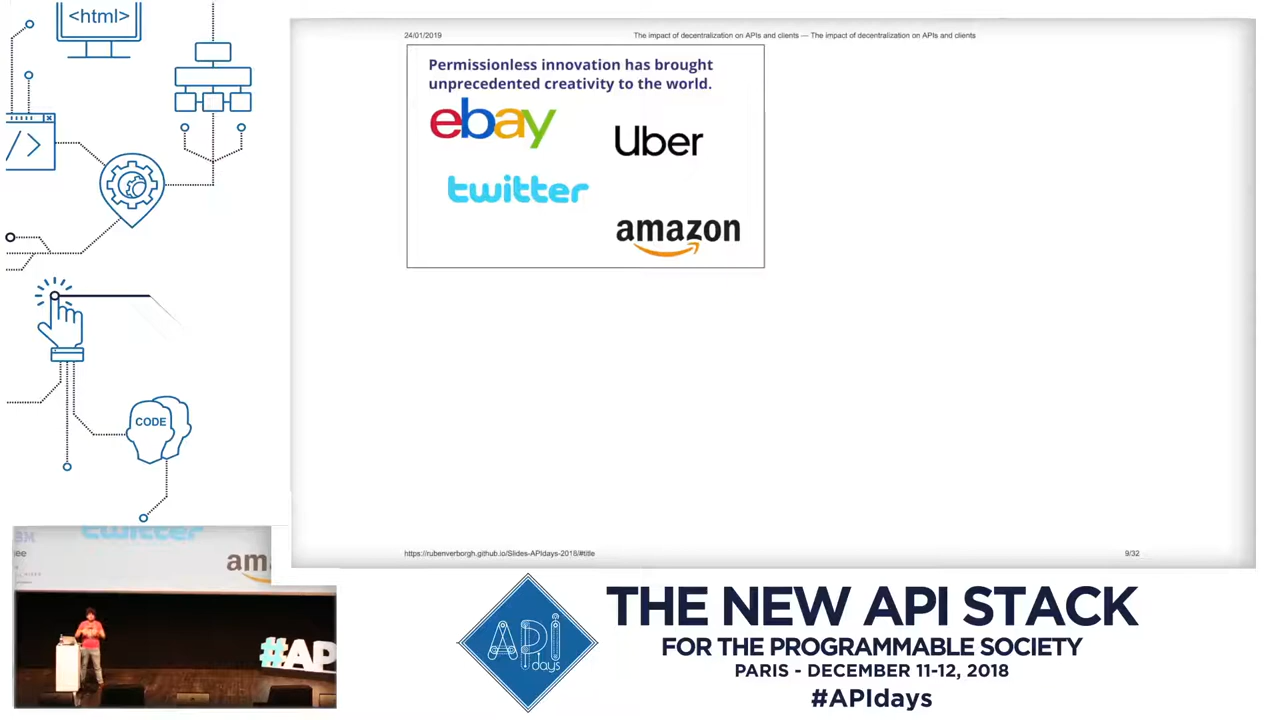 <html>
24/01/2019
The impact of decentralization on APIs and clients — The impact of decentralization on APIs and clients
Permissionless innovation has brought
unprecedented creativity to the world.
ebay
Uber
twitter
amazon
</>
CODE
https://rubenverborgh.github.io/Slides-APIdays-2018/#title
9/32
twitter
am
#AP
API
days
THE NEW API STACK
FOR THE PROGRAMMABLE SOCIETY
PARIS - DECEMBER 11-12, 2018
#APIdays